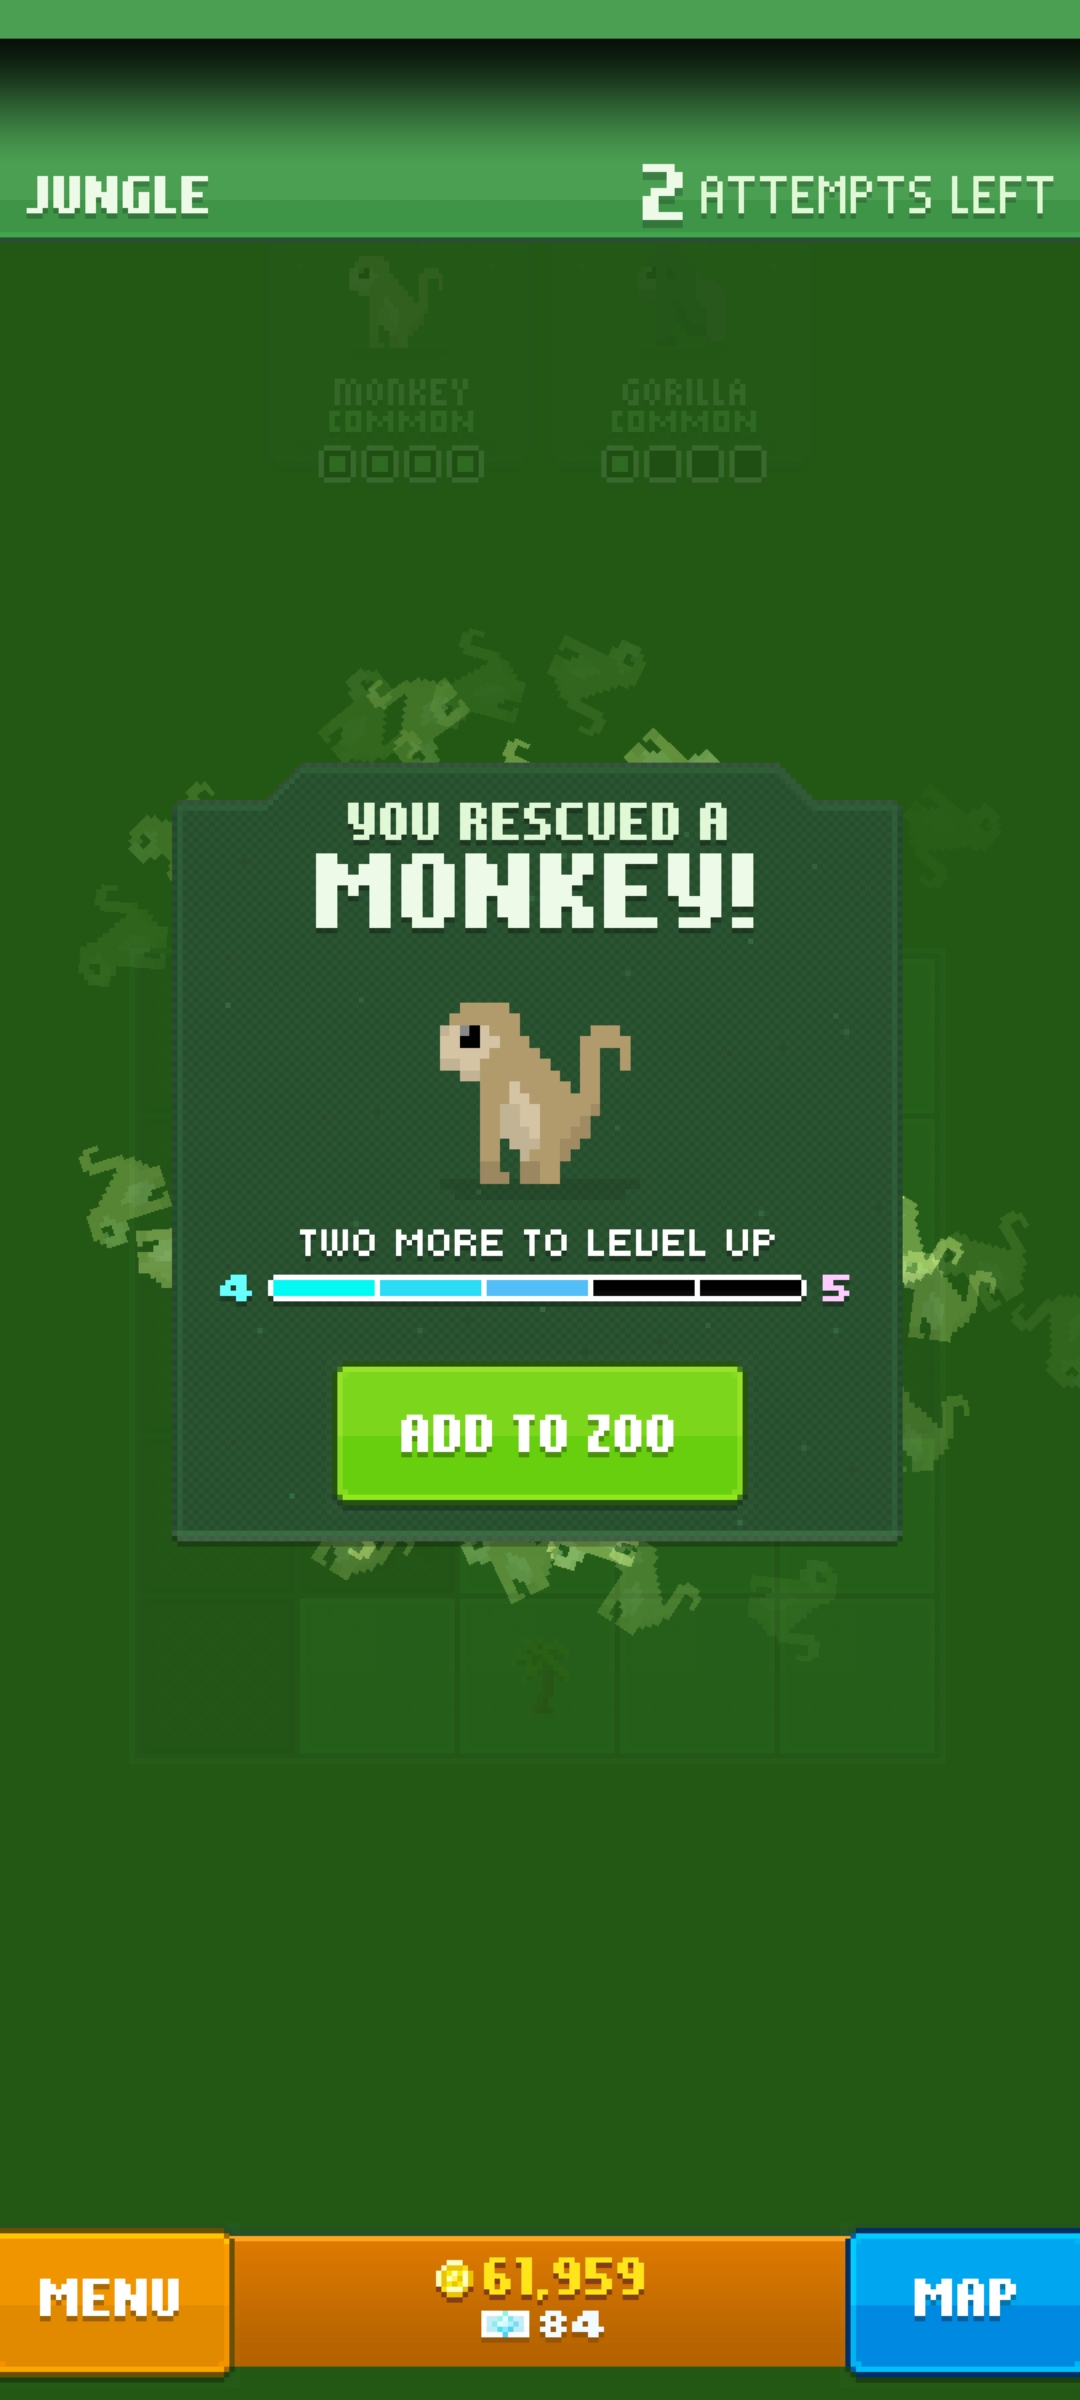 JUNGLE
2 ATTEMPTS LEFT
MONKEY
COMMON
GORILLA
COMMON
YOU RESCUED A
MONKEY!
TWO MORE TO LEVEL UP
4
5
ADD TO ZOO
MENU
61,959
84
MAP